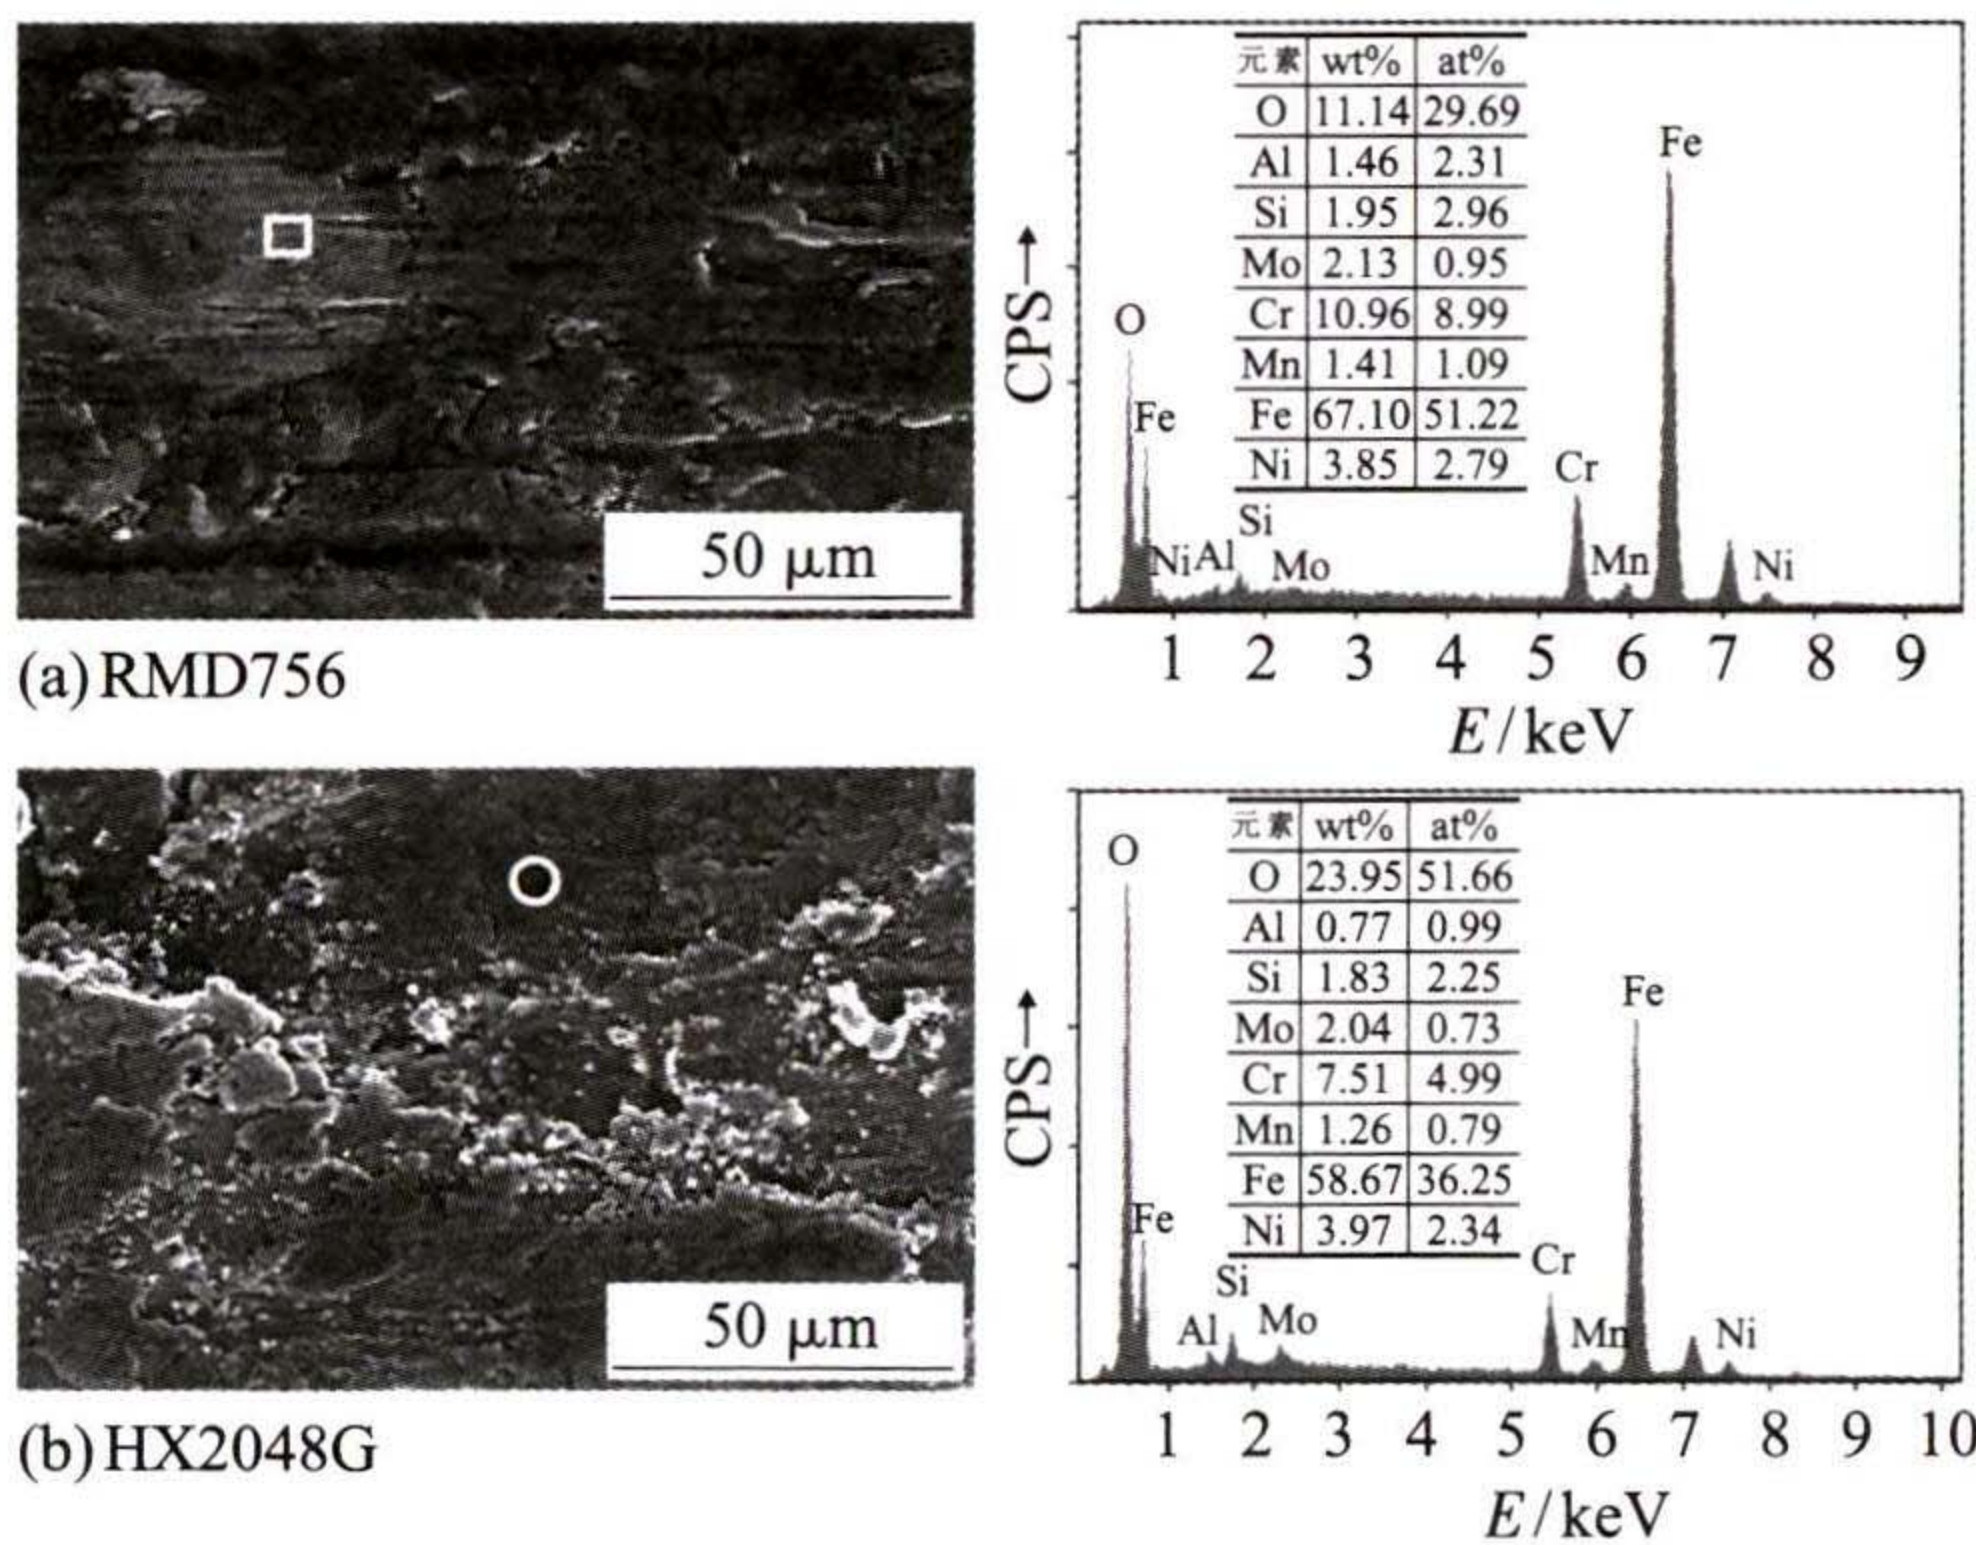 元素 wt% at%
O 11.14 29.69
Al 1.46 2.31
Si 1.95 2.96
Mo 2.13 0.95
Cr 10.96 8.99
Mn 1.41 1.09
Fe 67.10 51.22
Ni 3.85 2.79
CPS→
O
Fe
Ni Al Si Mo
Cr
Mn
Fe
Ni
50 μm
1 2 3 4 5 6 7 8 9
E/keV
(a) RMD756
元素 wt% at%
O 23.95 51.66
Al 0.77 0.99
Si 1.83 2.25
Mo 2.04 0.73
Cr 7.51 4.99
Mn 1.26 0.79
Fe 58.67 36.25
Ni 3.97 2.34
CPS→
O
Fe
Al Si Mo
Cr
Mn
Fe
Ni
50 μm
1 2 3 4 5 6 7 8 9 10
E/keV
(b) HX2048G